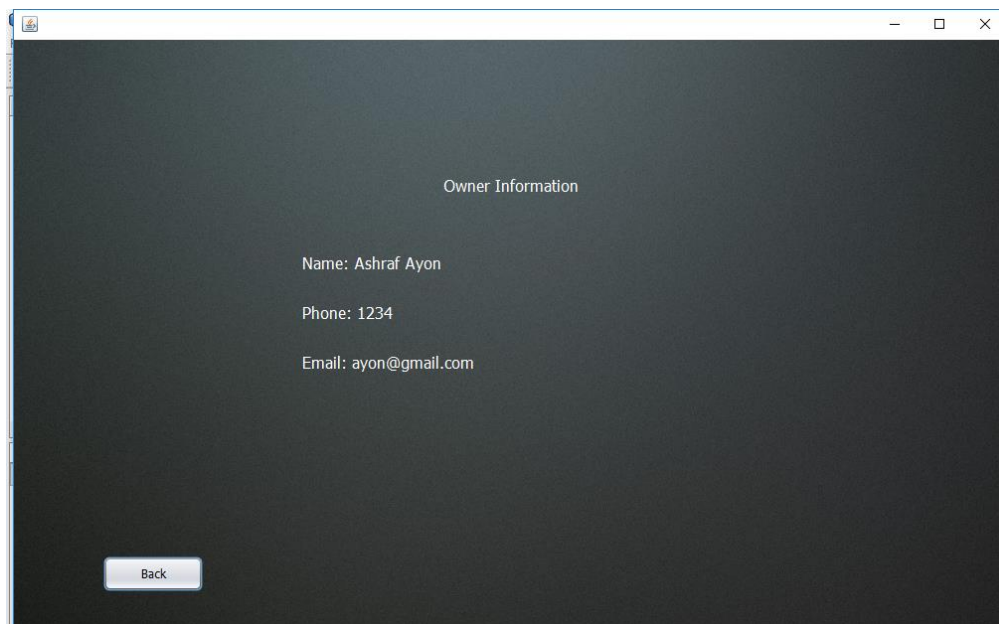 Owner Information
Name: Ashraf Ayon
Phone: 1234
Email: ayon@gmail.com
Back